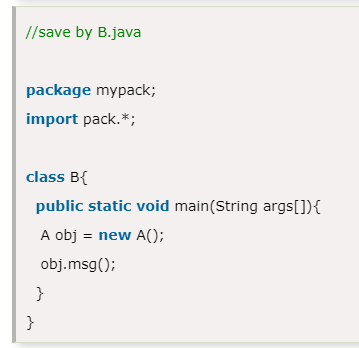 //save by B.java
package mypack;
import pack.*;
class B{
public static void main(String args[]){
A obj = new A();
obj.msg();
}
}